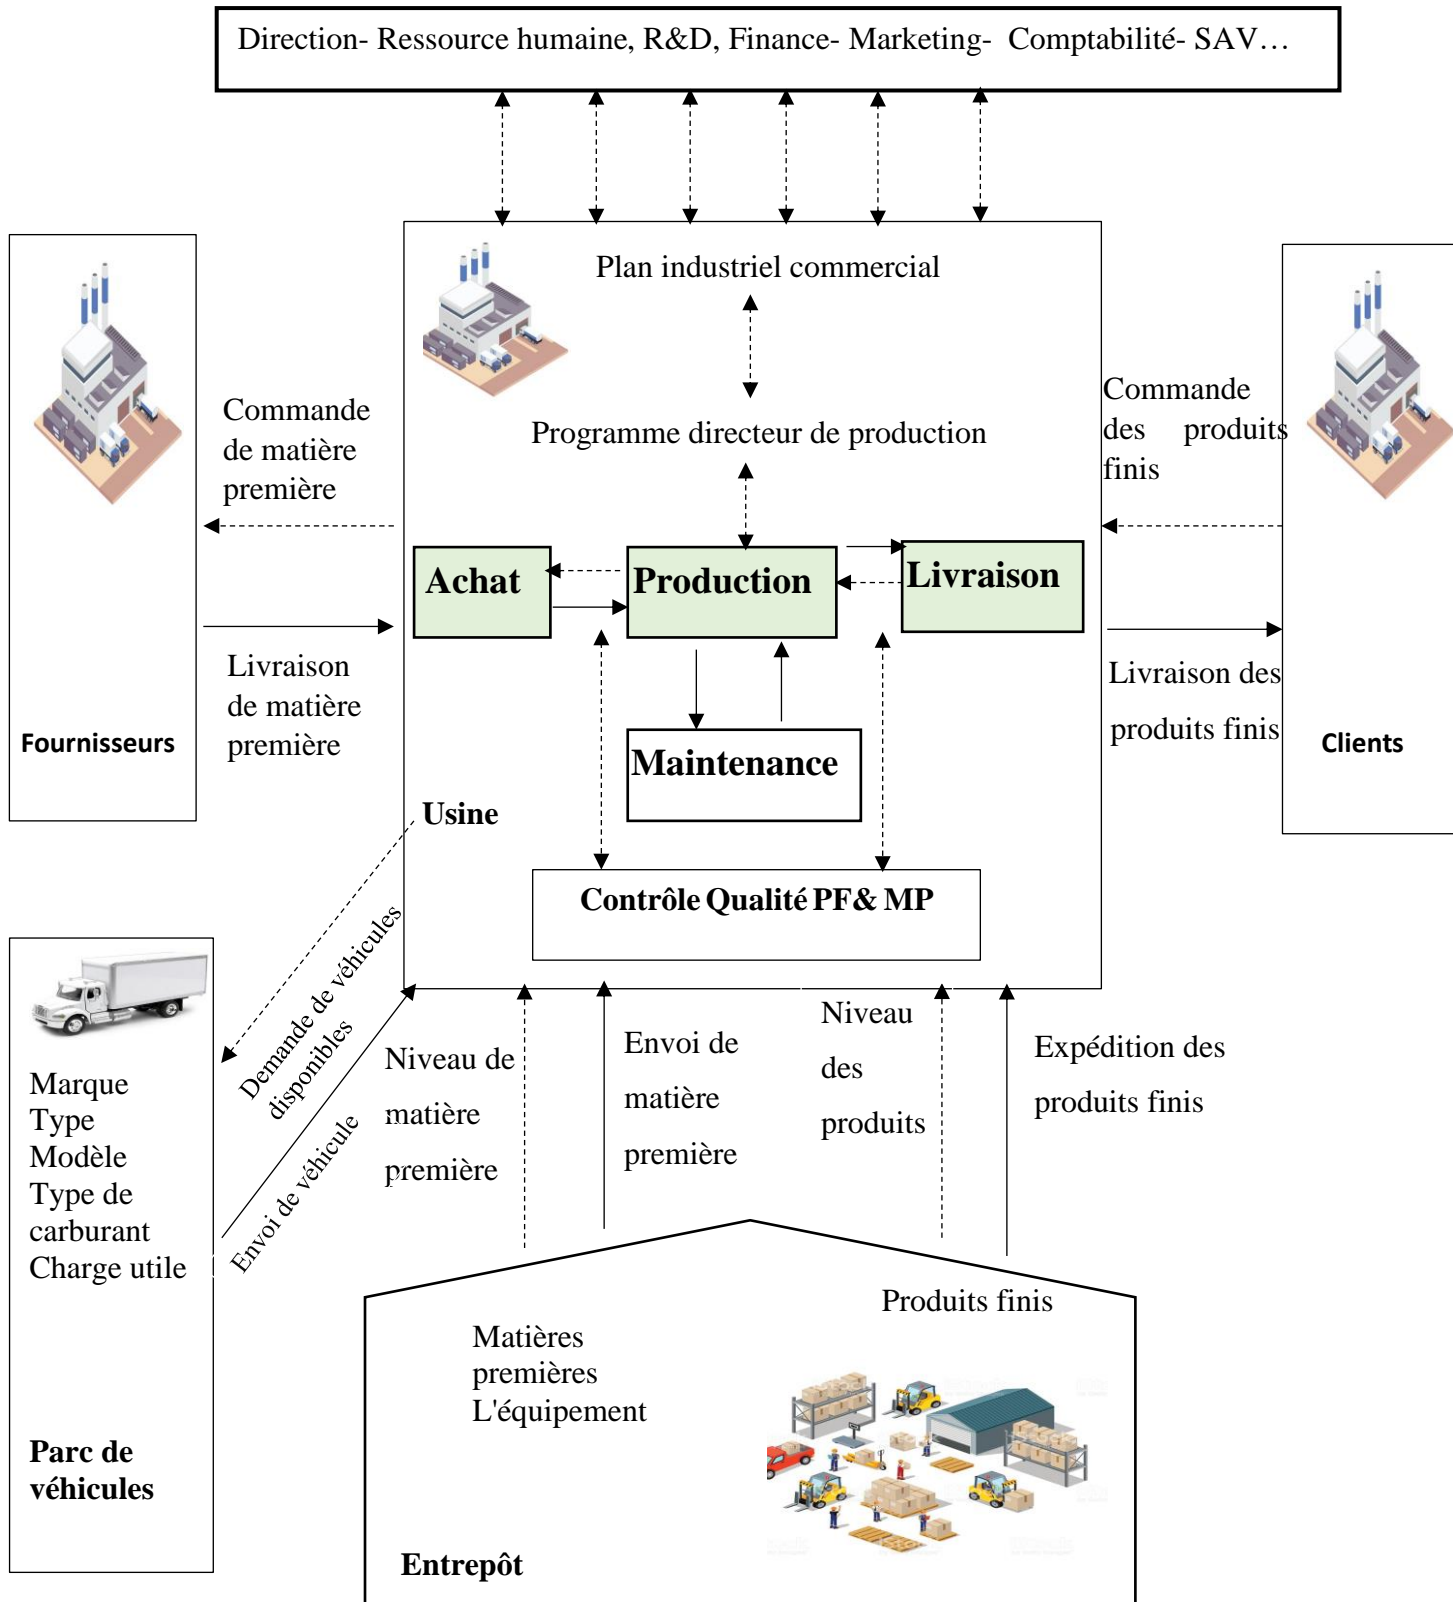 Direction- Ressource humaine, R&D, Finance- Marketing- Comptabilité- SAV…
Plan industriel commercial
Programme directeur de production
Commande
de matière
première
Commande
des produits
finis
Achat
Production
Livraison
Livraison
de matière
première
Livraison des
produits finis
Fournisseurs
Clients
Maintenance
Usine
Contrôle Qualité PF& MP
Demande de véhicules
disponibles
Envoi de véhicule
Niveau de
matière
première
Envoi de
matière
première
Niveau
des
produits
Expédition des
produits finis
Marque
Type
Modèle
Type de
carburant
Charge utile
Parc de
véhicules
Produits finis
Matières
premières
L'équipement
Entrepôt